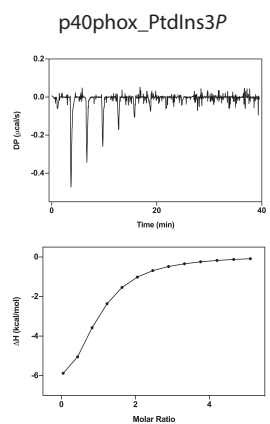 p40phox_PtdIns3P
0.2
0.0
-0.2
-0.4
DP (µcal/s)
0
20
40
Time (min)
0
-2
-4
-6
ΔH (kcal/mol)
0
2
4
Molar Ratio